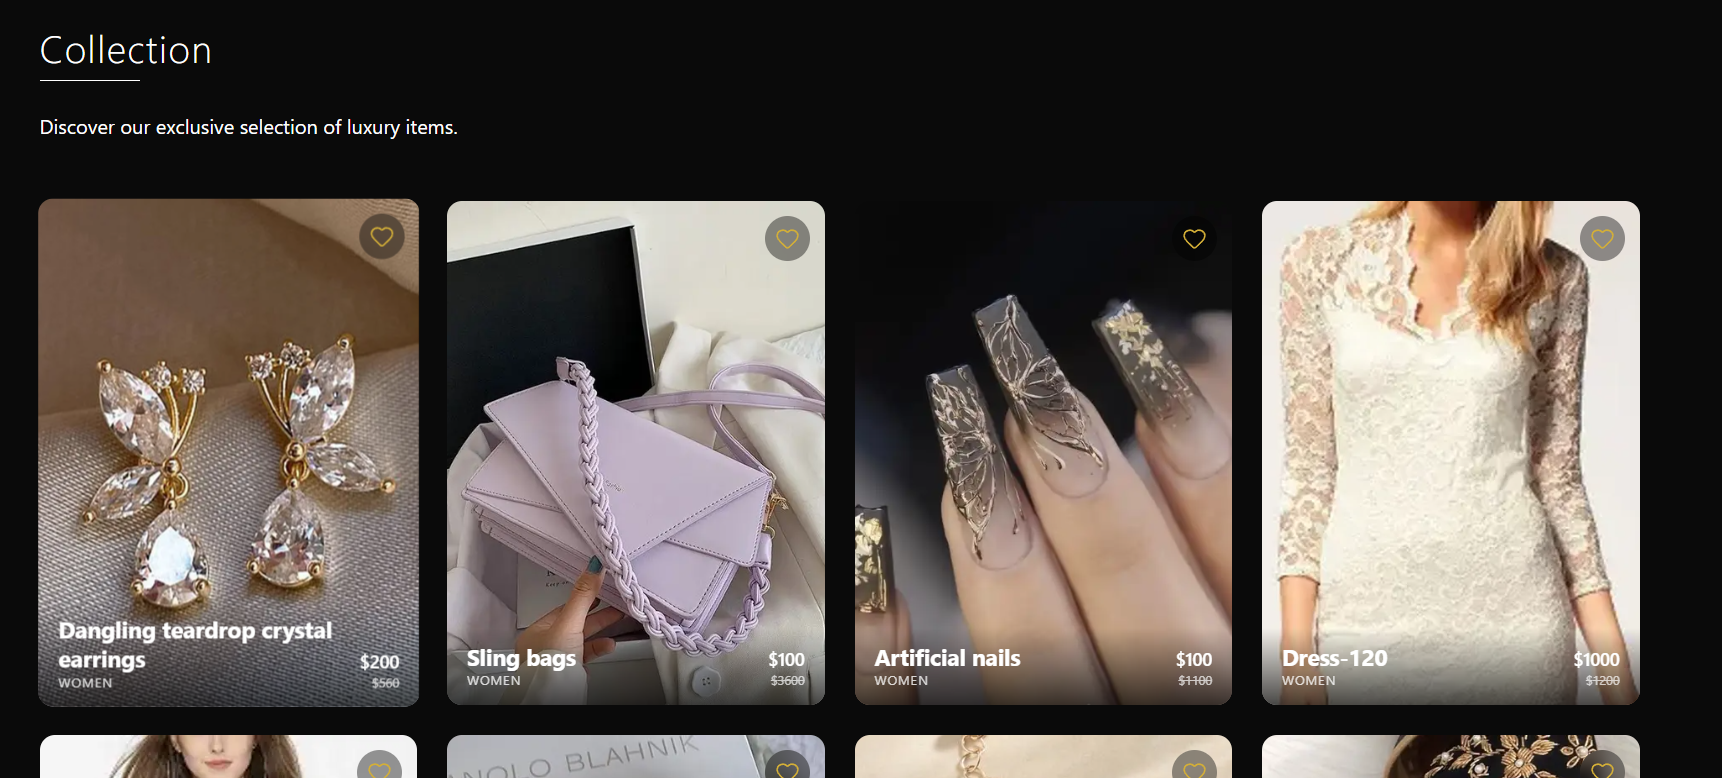 Collection
Discover our exclusive selection of luxury items.
Dangling teardrop crystal
earrings
$200
WOMEN
$560
Sling bags
$100
WOMEN
$3600
Artificial nails
$100
WOMEN
$1100
Dress-120
$1000
WOMEN
$1200
NOLO BLAHNIK